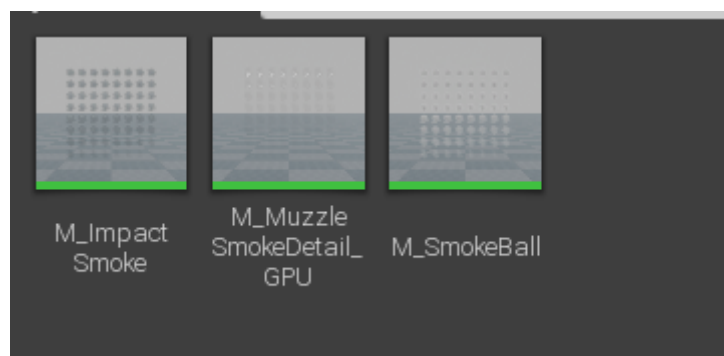 M_Impact
Smoke
M_Muzzle
SmokeDetail_
GPU
M_SmokeBall